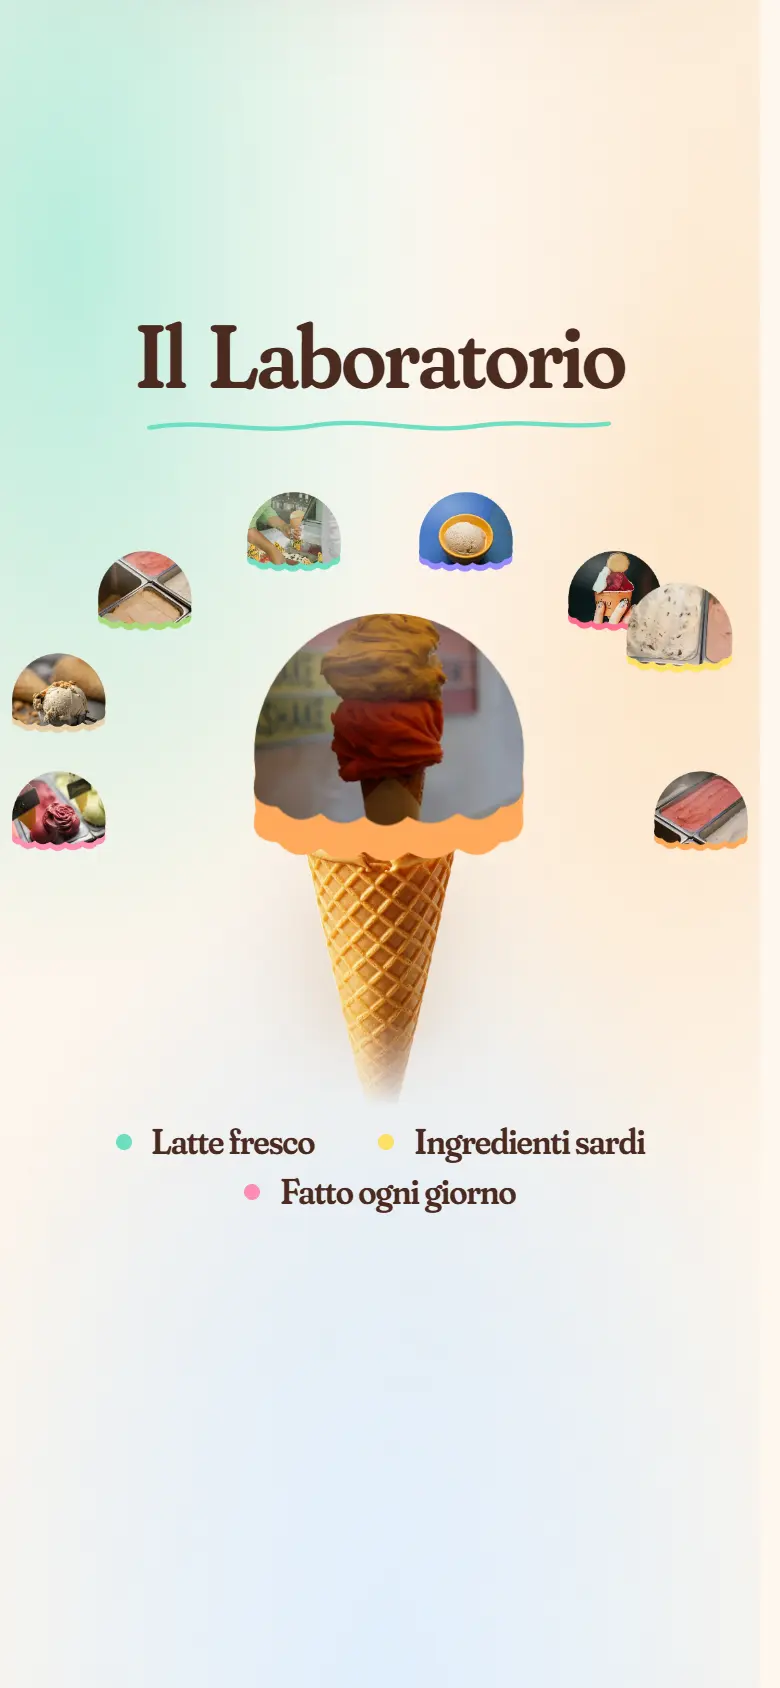 Il Laboratorio
Latte fresco
Ingredienti sardi
Fatto ogni giorno